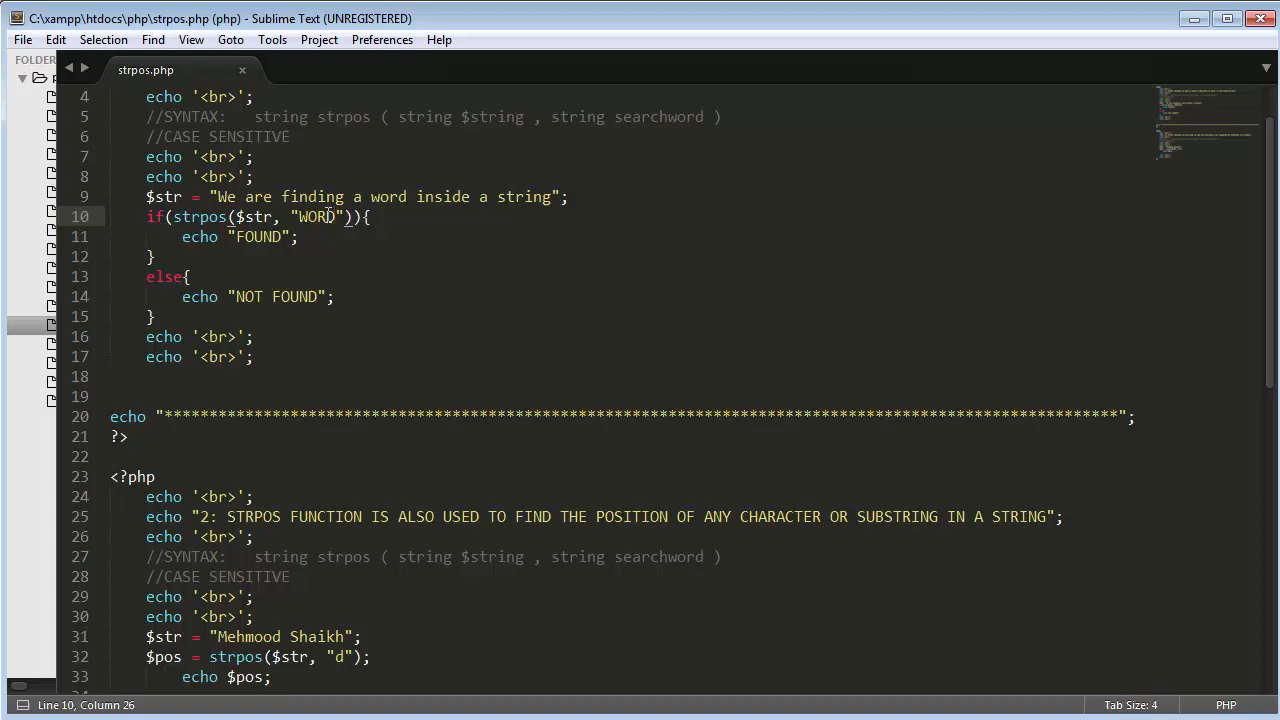 C:\xampp\htdocs\php\strpos.php (php) - Sublime Text (UNREGISTERED)
File Edit Selection Find View Goto Tools Project Preferences Help
FOLDER
strpos.php
4 echo '<br>';
5 //SYNTAX: string strpos ( string $string , string searchword )
6 //CASE SENSITIVE
7 echo '<br>';
8 echo '<br>';
9 $str = "We are finding a word inside a string";
10 if(strpos($str, "WORD")){
11 echo "FOUND";
12 }
13 else{
14 echo "NOT FOUND";
15 }
16 echo '<br>';
17 echo '<br>';
18
19
20 echo "**********************************************************************************************************";
21 ?>
22
23 <?php
24 echo '<br>';
25 echo "2: STRPOS FUNCTION IS ALSO USED TO FIND THE POSITION OF ANY CHARACTER OR SUBSTRING IN A STRING";
26 echo '<br>';
27 //SYNTAX: string strpos ( string $string , string searchword )
28 //CASE SENSITIVE
29 echo '<br>';
30 echo '<br>';
31 $str = "Mehmood Shaikh";
32 $pos = strpos($str, "d");
33 echo $pos;
Line 10, Column 26 Tab Size: 4 PHP